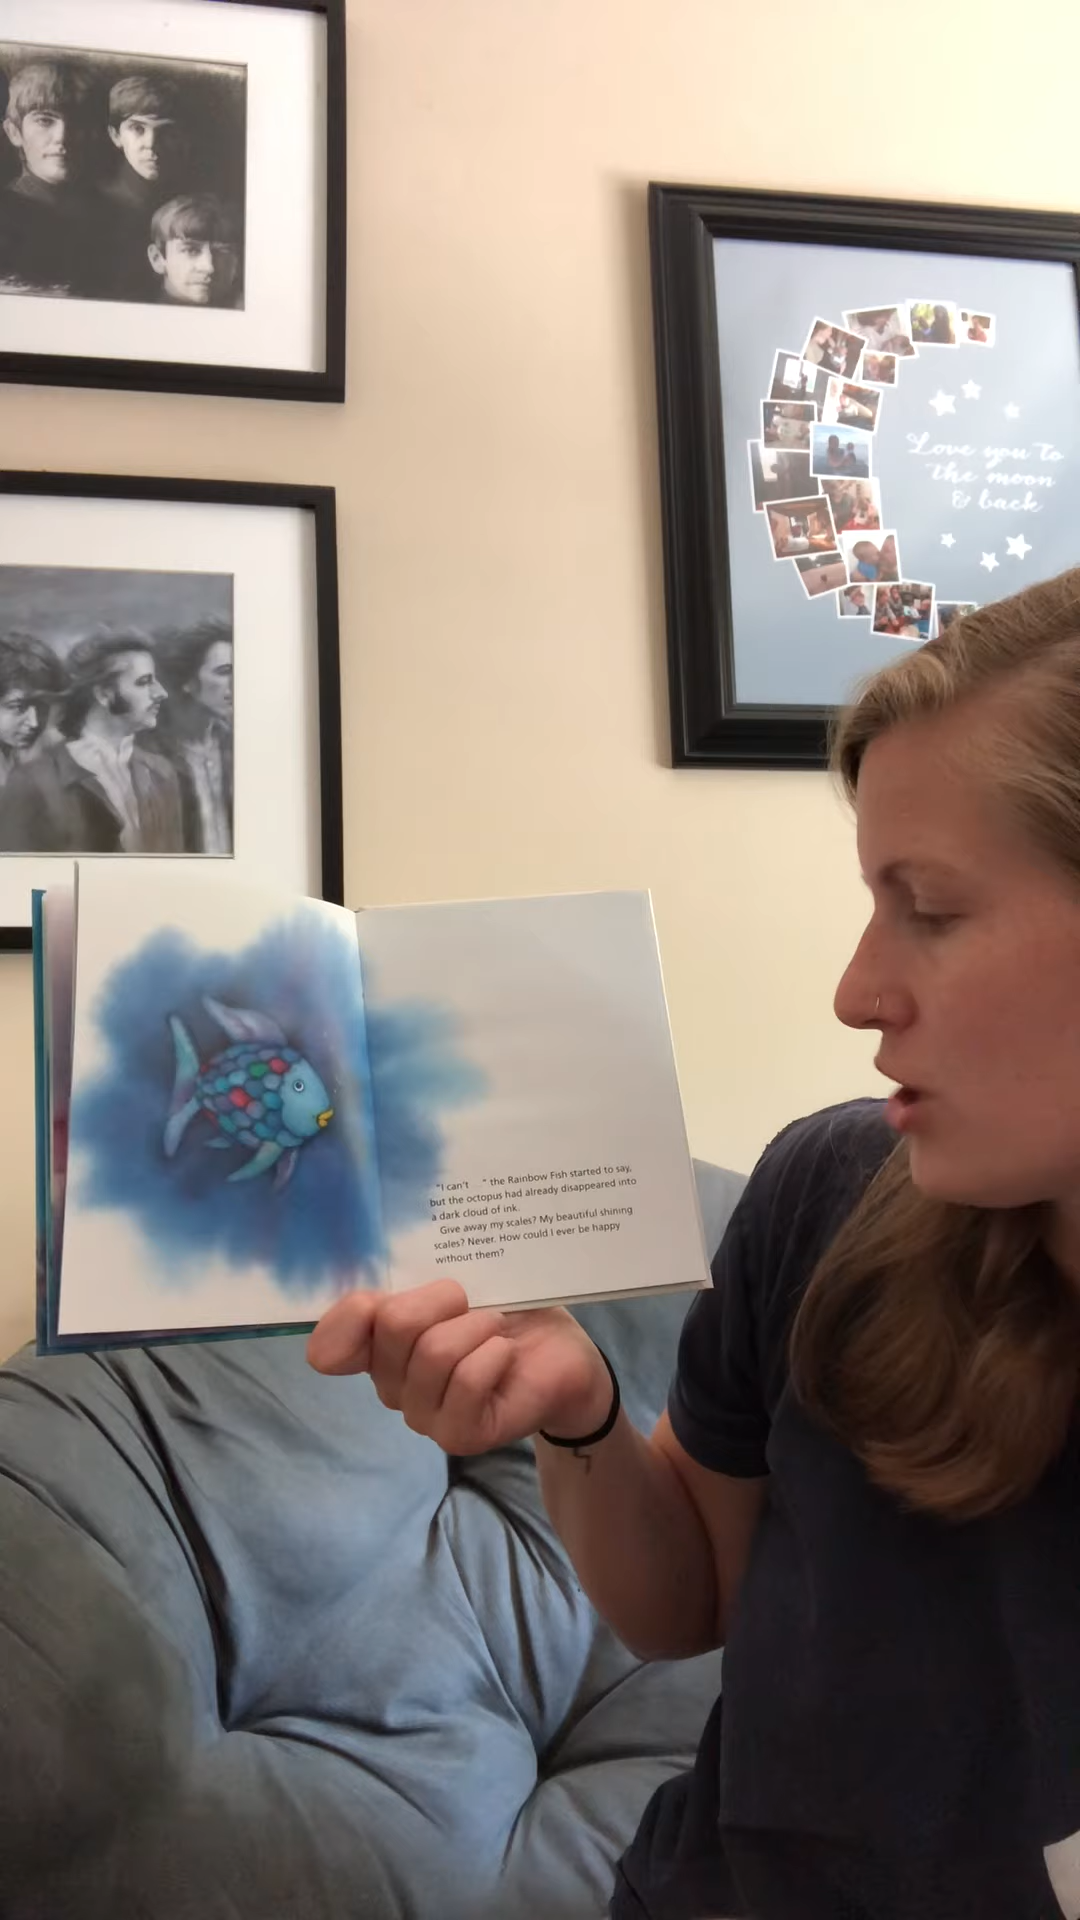 Love you to
the moon
& back
"I can't . . ." the Rainbow Fish started to say,
but the octopus had already disappeared into
a dark cloud of ink.
Give away my scales? My beautiful shining
scales? Never. How could I ever be happy
without them?